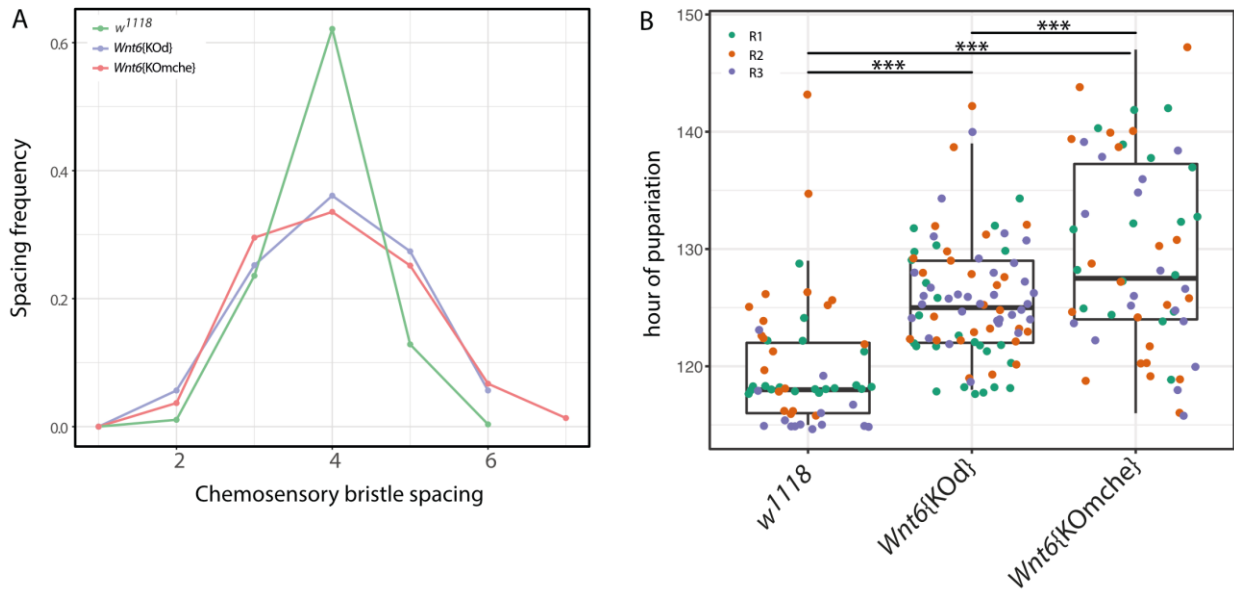 A
w1118
Wnt6{KOd}
Wnt6{KOmche}
0.6
0.4
0.2
0.0
2
4
6
Spacing frequency
Chemosensory bristle spacing
B
R1
R2
R3
***
***
***
150
140
130
120
hour of pupariation
w1118
Wnt6{KOd}
Wnt6{KOmche}